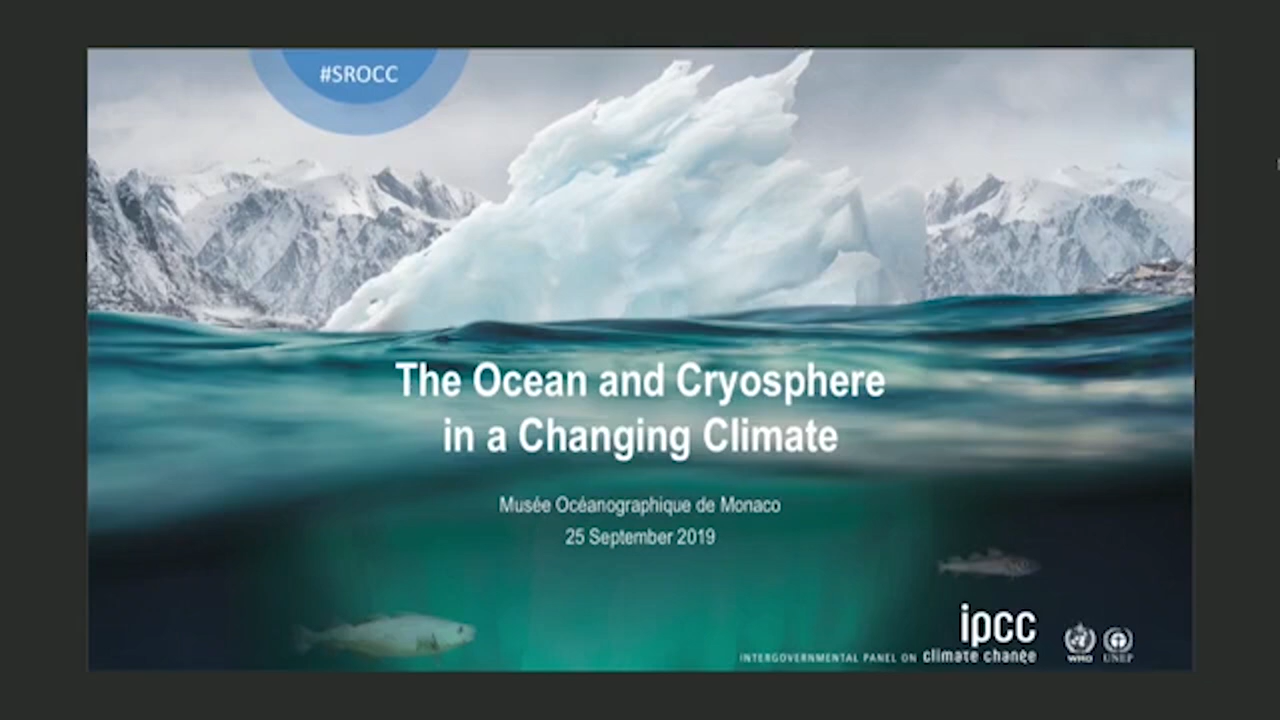 #SROCC
The Ocean and Cryosphere
in a Changing Climate
Musée Océanographique de Monaco
25 September 2019
ipcc
INTERGOVERNMENTAL PANEL ON climate change
WMO
UNEP